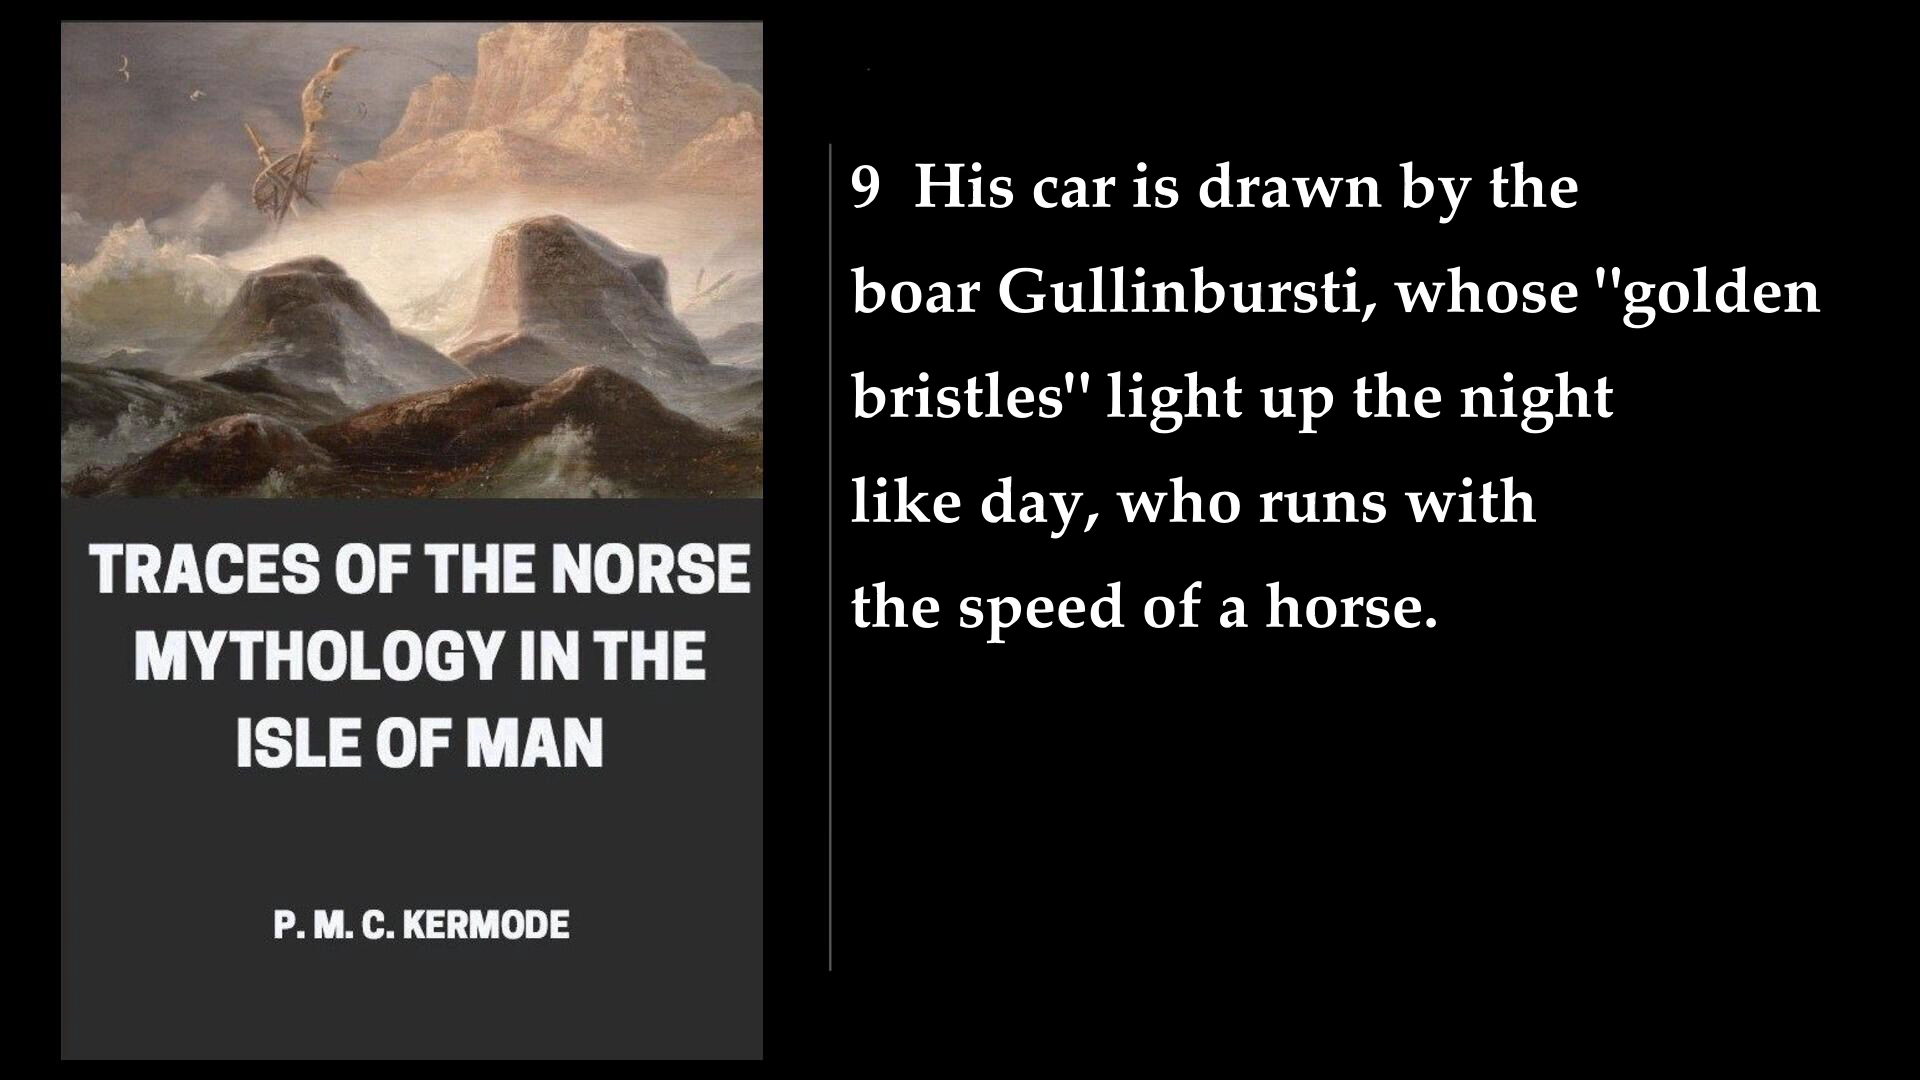 TRACES OF THE NORSE
MYTHOLOGY IN THE
ISLE OF MAN
P. M. C. KERMODE
9 His car is drawn by the
boar Gullinbursti, whose "golden
bristles" light up the night
like day, who runs with
the speed of a horse.